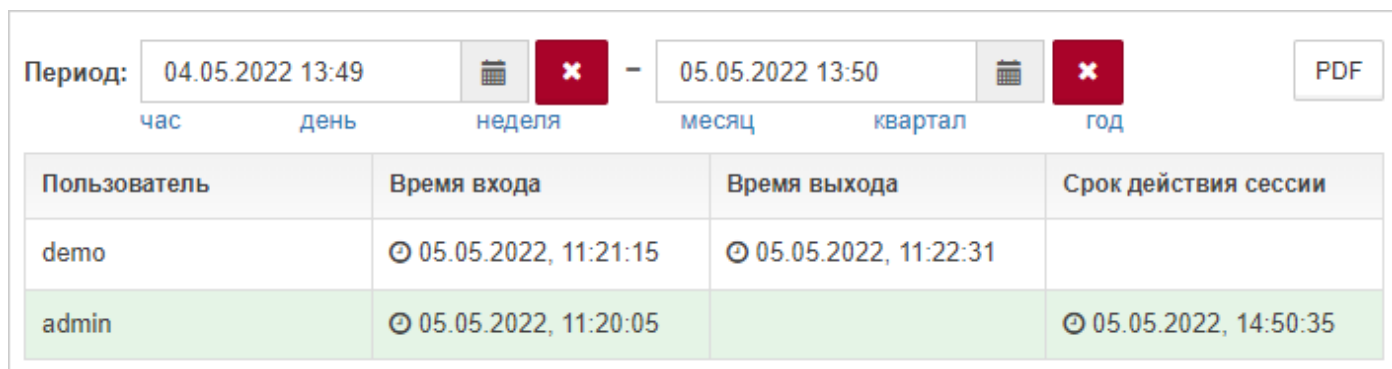 Период: 04.05.2022 13:49 – 05.05.2022 13:50 PDF
час день неделя месяц квартал год
Пользователь Время входа Время выхода Срок действия сессии
demo 05.05.2022, 11:21:15 05.05.2022, 11:22:31
admin 05.05.2022, 11:20:05 05.05.2022, 14:50:35